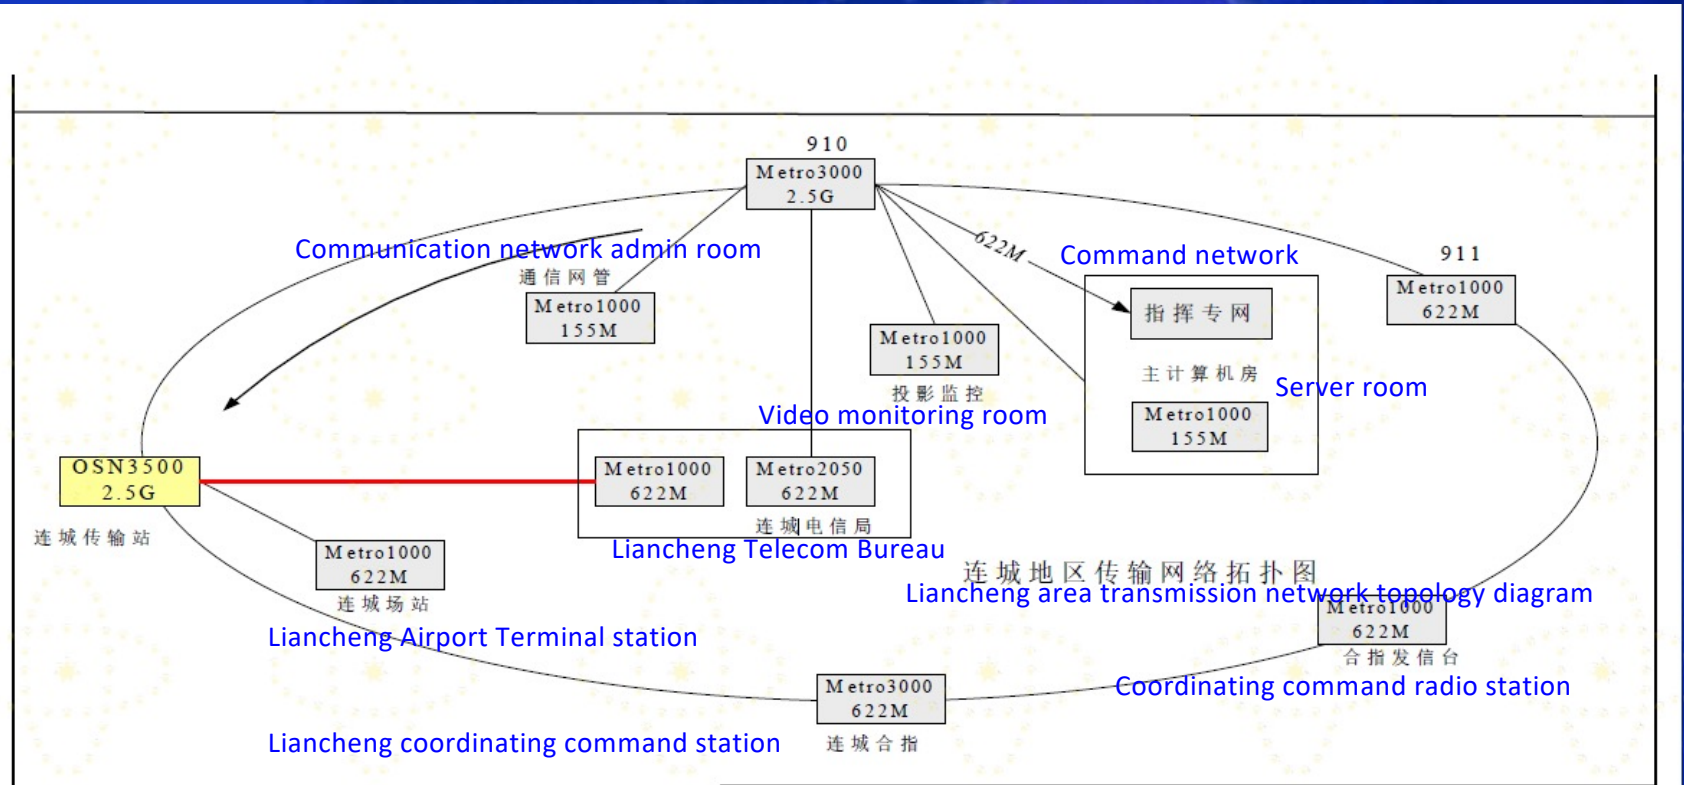 910
Metro3000
2.5G
Communication network admin room
通信网管
Metro1000
155M
622M
Command network
指挥专网
911
Metro1000
622M
Metro1000
155M
投影监控
Video monitoring room
主计算机房
Server room
Metro1000
155M
OSN3500
2.5G
连城传输站
Metro1000
622M
Metro2050
622M
连城电信局
Liancheng Telecom Bureau
Metro1000
622M
连城场站
Liancheng Airport Terminal station
连城地区传输网络拓扑图
Liancheng area transmission network topology diagram
Metro1000
622M
合指发信台
Coordinating command radio station
Metro3000
622M
连城合指
Liancheng coordinating command station